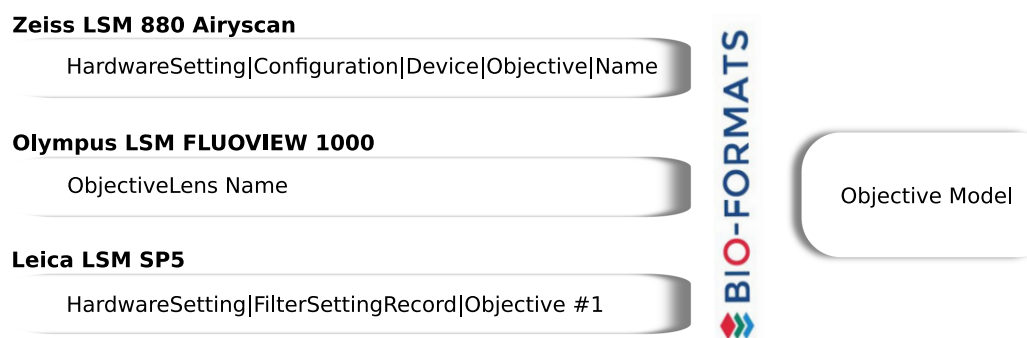 Zeiss LSM 880 Airyscan
HardwareSetting|Configuration|Device|Objective|Name
Olympus LSM FLUOVIEW 1000
ObjectiveLens Name
Leica LSM SP5
HardwareSetting|FilterSettingRecord|Objective #1
BIO-FORMATS
Objective Model